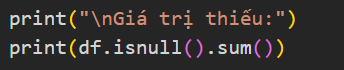 print("\nGiá trị thiếu:")
print(df.isnull().sum())